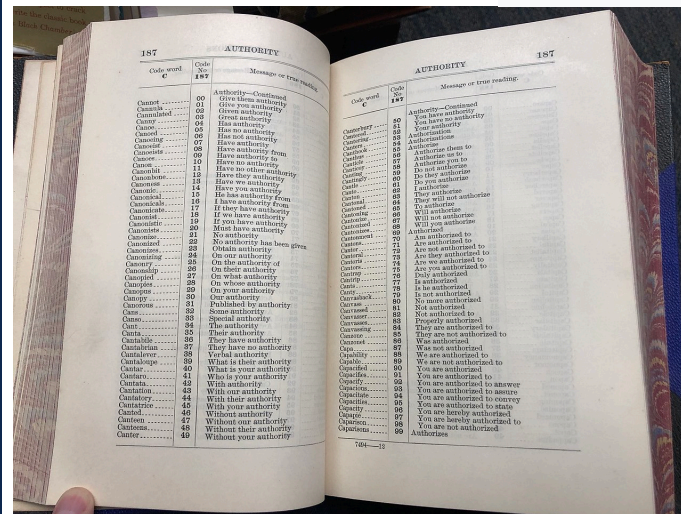 187 AUTHORITY
Code word C Code No. 187 Message or true reading.
Authority—Continued
Cannot 00 Give them authority
Cannula 01 Give you authority
Cannulated 02 Given authority
Canny 03 Great authority
Canoe 04 Has authority
Canoed 05 Has no authority
Canoeing 06 Has not authority
Canoeist 07 Have authority
Canoeists 08 Have authority from
Canoes 09 Have authority to
Canon 10 Have no authority
Canonbit 11 Have no other authority
Canonbone 12 Have they authority
Canoness 13 Have we authority
Canonic 14 Have you authority
Canonical 15 He has authority from
Canonicals 16 I have authority from
Canonicate 17 If they have authority
Canonist 18 If we have authority
Canonistic 19 If you have authority
Canonists 20 Must have authority
Canonize 21 No authority
Canonized 22 No authority has been given
Canonizes 23 Obtain authority
Canonizing 24 On our authority
Canonry 25 On the authority of
Canonship 26 On their authority
Canopied 27 On what authority
Canopies 28 On whose authority
Canopus 29 On your authority
Canopy 30 Our authority
Canorous 31 Published by authority
Cans 32 Some authority
Canso 33 Special authority
Cant 34 The authority
Canta 35 Their authority
Cantabile 36 They have authority
Cantabrian 37 They have no authority
Cantalever 38 Verbal authority
Cantaloupe 39 What is their authority
Cantar 40 What is your authority
Cantaro 41 Who is your authority
Cantata 42 With authority
Cantation 43 With our authority
Cantatory 44 With their authority
Cantatrice 45 With your authority
Canted 46 Without authority
Canteen 47 Without our authority
Canteens 48 Without their authority
Canter 49 Without your authority
AUTHORITY 187
Code word C Code No. 187 Message or true reading.
Authority—Continued
Canterbury 50 You have authority
Cantered 51 You have no authority
Cantering 52 Your authority
Canters 53 Authorization
Canthook 54 Authorizations
Canthus 55 Authorize
Canticle 56 Authorize them to
Canticoy 57 Authorize us to
Canting 58 Authorize you to
Cantingly 59 Do not authorize
Cantle 60 Do they authorize
Canto 61 Do you authorize
Canton 62 I authorize
Cantonal 63 They authorize
Cantoned 64 They will not authorize
Cantoning 65 To authorize
Cantonize 66 Will authorize
Cantonized 67 Will not authorize
Cantonizes 68 Will you authorize
Cantonment 69 Authorized
Cantons 70 Am authorized to
Cantor 71 Are authorized to
Cantoral 72 Are not authorized to
Cantoris 73 Are they authorized to
Cantors 74 Are we authorized to
Cantrap 75 Are you authorized to
Cantrip 76 Duly authorized
Cants 77 Is authorized
Canty 78 Is he authorized to
Canvasback 79 Is not authorized
Canvass 80 No more authorized
Canvassed 81 Not authorized
Canvasser 82 Not authorized to
Canvasses 83 Properly authorized
Canvassing 84 They are authorized to
Canzone 85 They are not authorized to
Canzonet 86 Was authorized
Capa 87 Was not authorized
Capability 88 We are authorized to
Capable 89 We are not authorized to
Capacified 90 You are authorized
Capacifies 91 You are authorized to
Capacify 92 You are authorized to answer
Capacious 93 You are authorized to assure
Capacitate 94 You are authorized to convey
Capacities 95 You are authorized to state
Capacity 96 You are hereby authorized
Capapie 97 You are hereby authorized to
Caparison 98 You are not authorized
Caparisons 99 Authorizes
7494——12